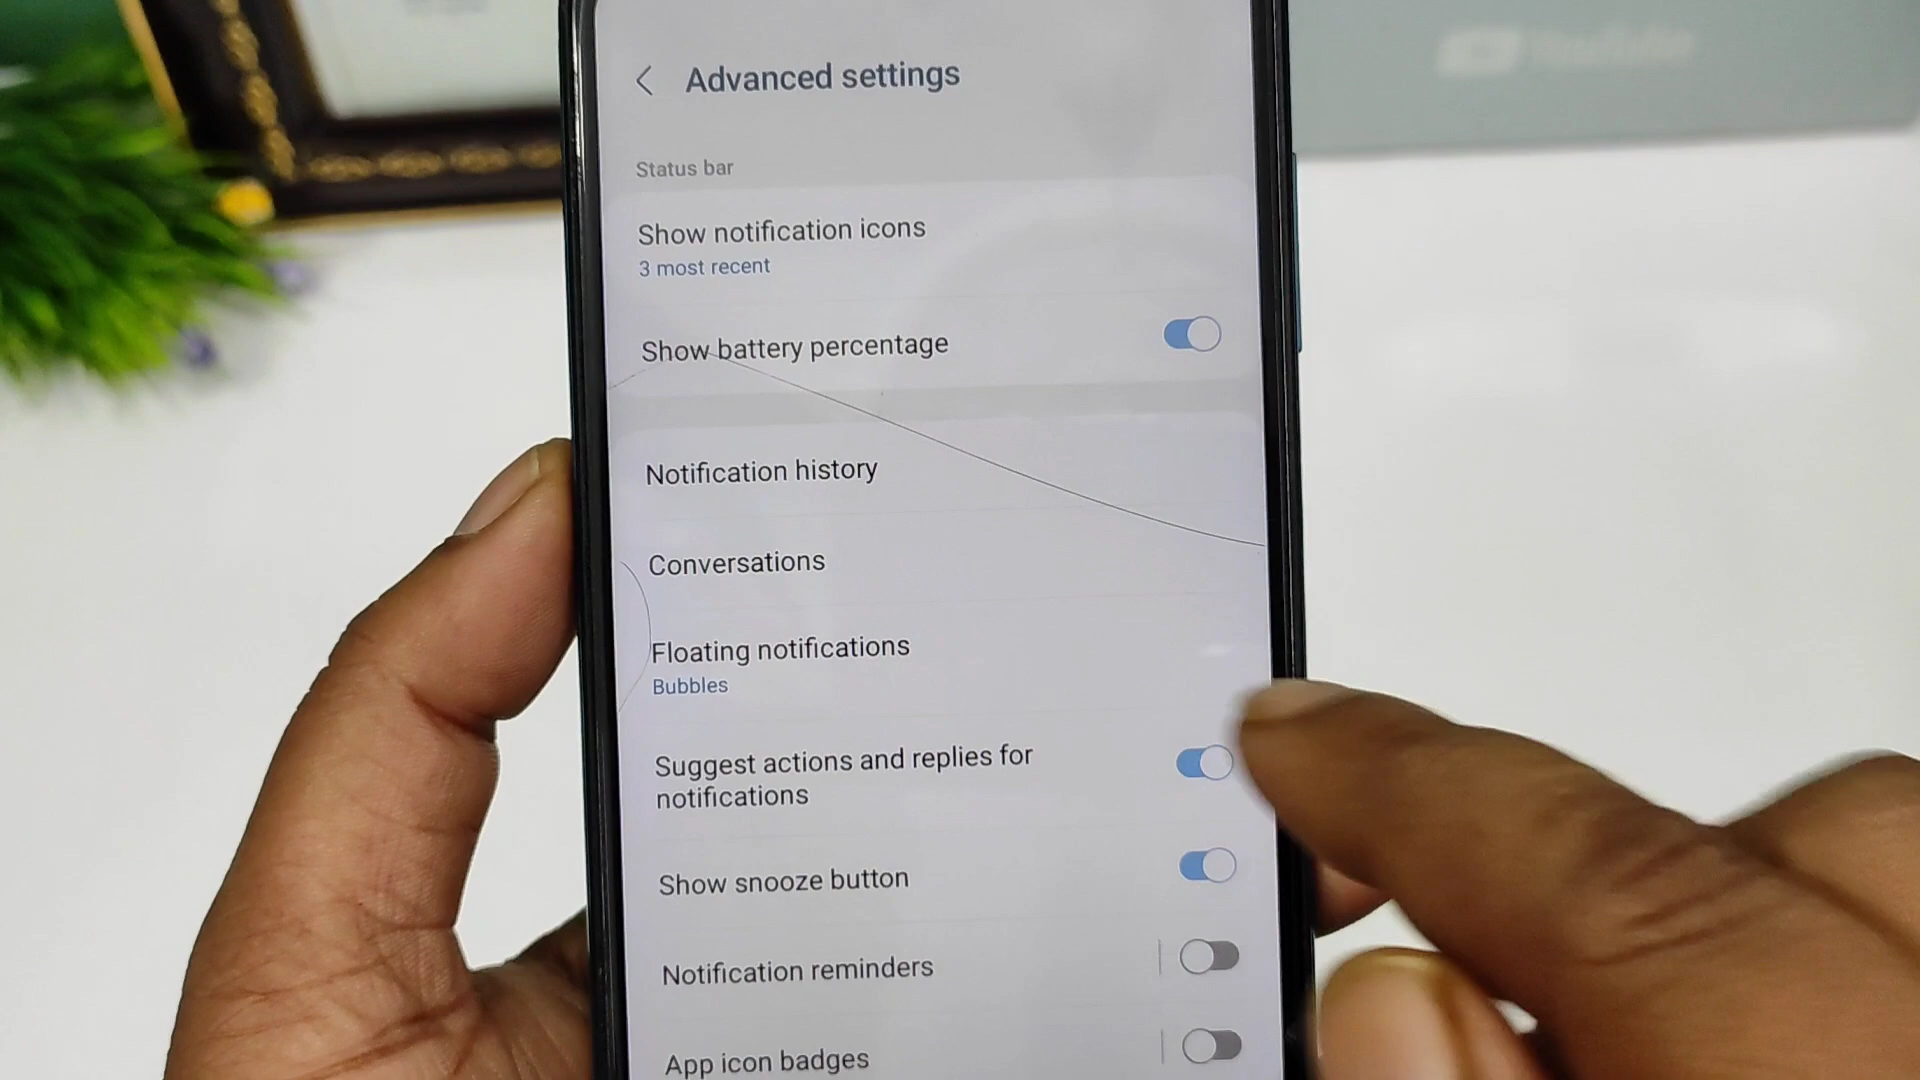 Advanced settings
Status bar
Show notification icons
3 most recent
Show battery percentage
Notification history
Conversations
Floating notifications
Bubbles
Suggest actions and replies for
notifications
Show snooze button
Notification reminders
App icon badges